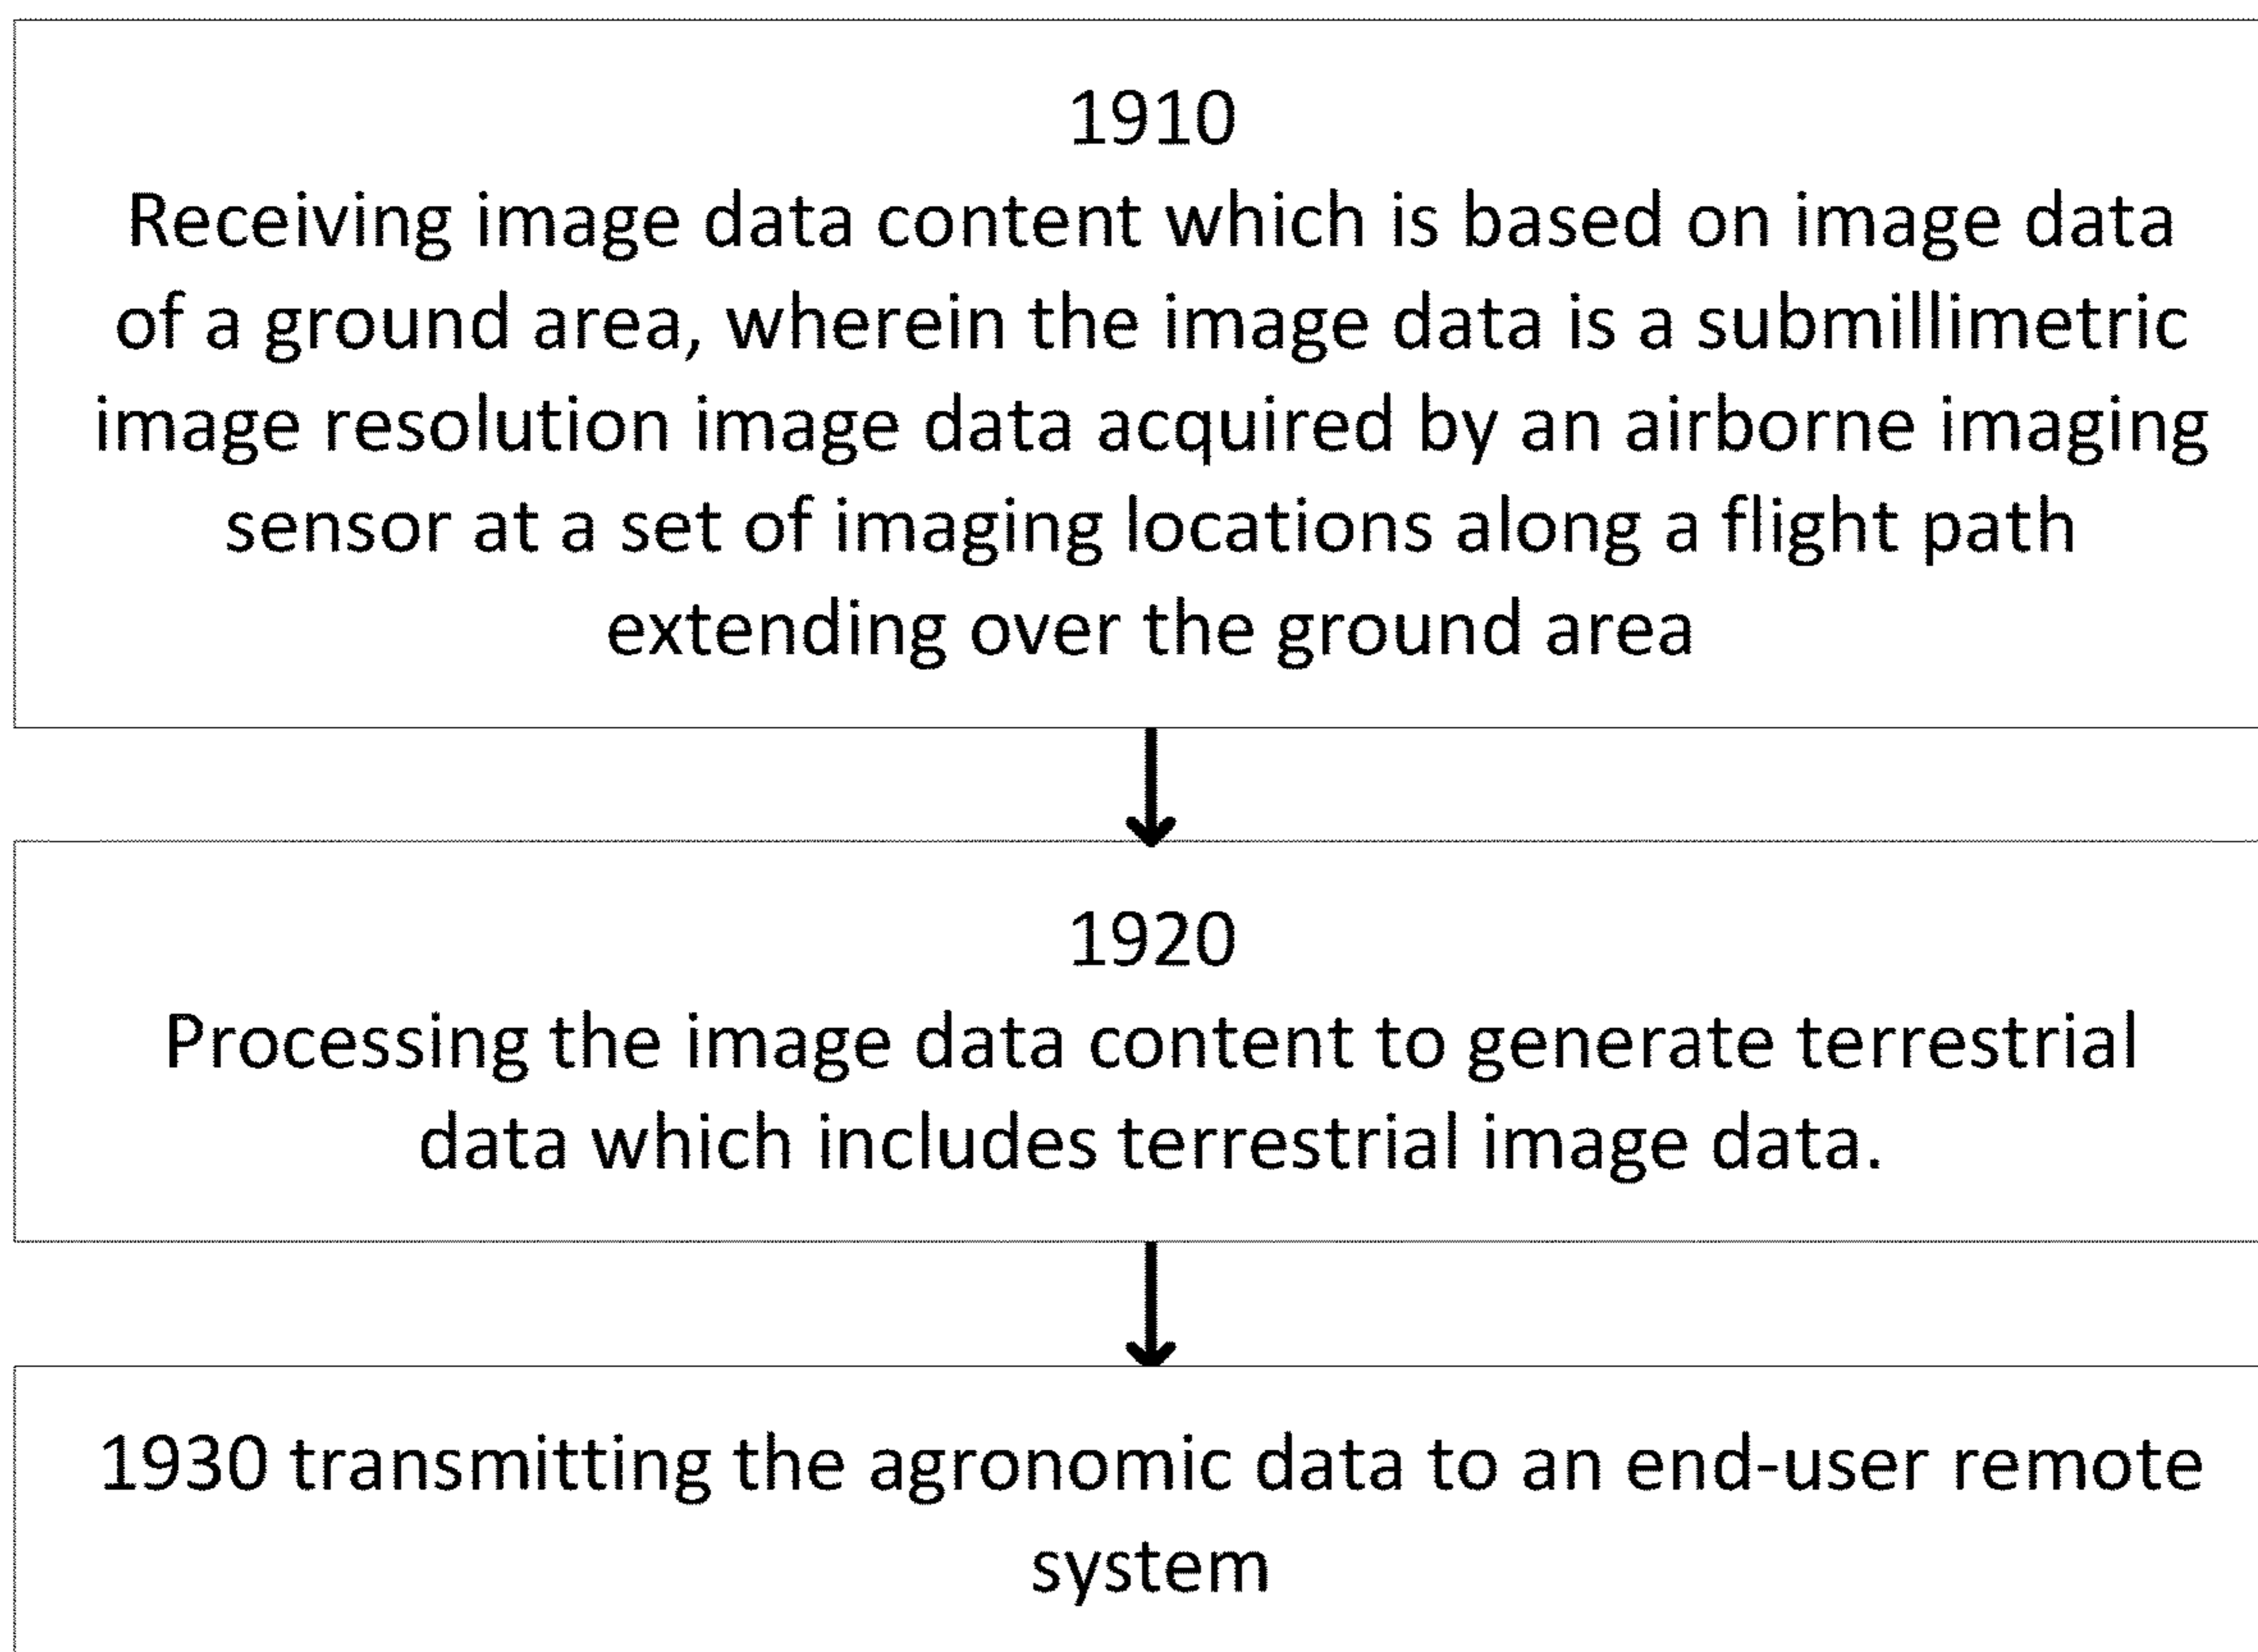 1910
Receiving image data content which is based on image data
of a ground area, wherein the image data is a submillimetric
image resolution image data acquired by an airborne imaging
sensor at a set of imaging locations along a flight path
extending over the ground area
1920
Processing the image data content to generate terrestrial
data which includes terrestrial image data.
1930 transmitting the agronomic data to an end-user remote
system